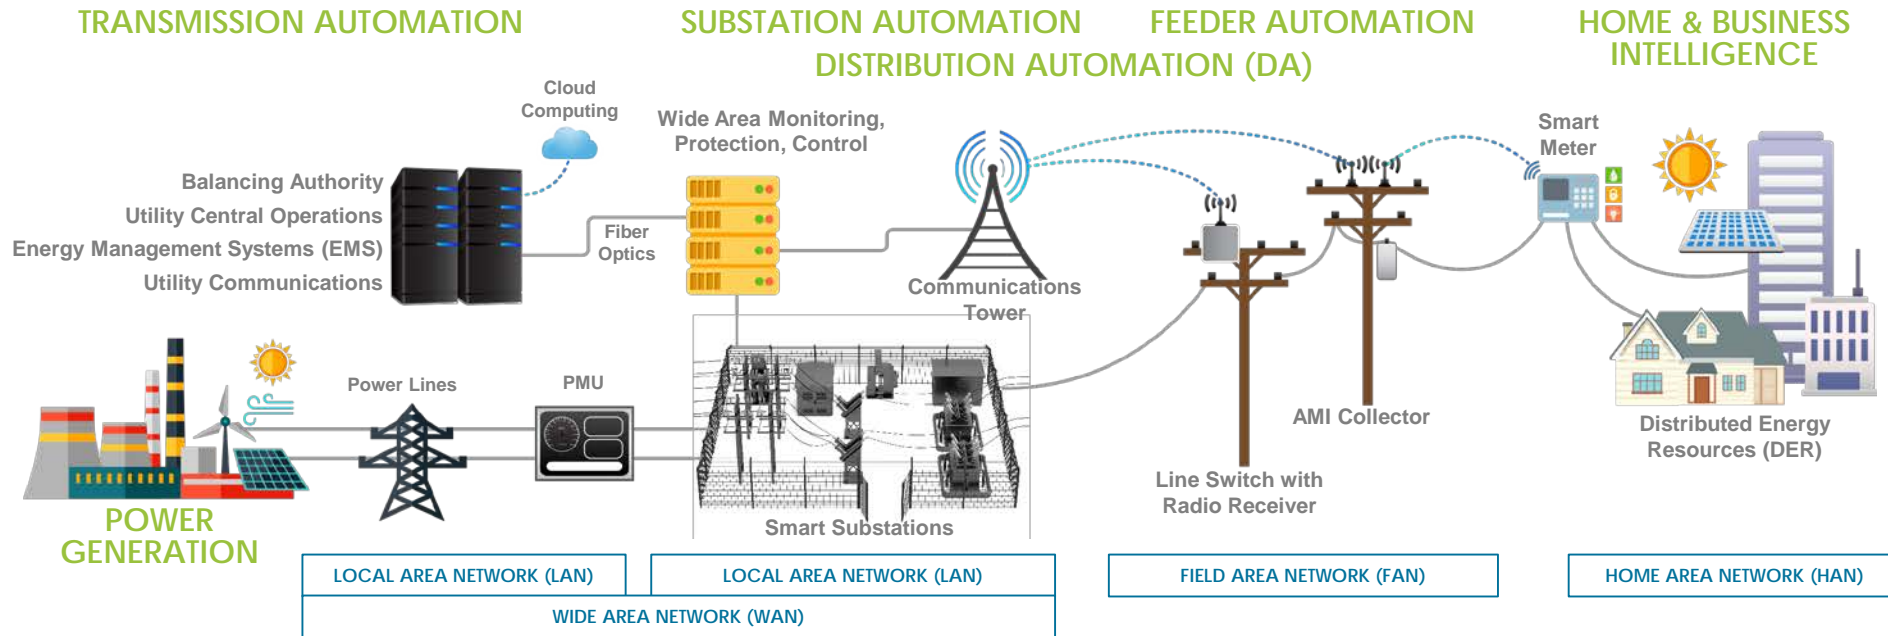 TRANSMISSION AUTOMATION
SUBSTATION AUTOMATION
FEEDER AUTOMATION
DISTRIBUTION AUTOMATION (DA)
HOME & BUSINESS
INTELLIGENCE
Cloud
Computing
Balancing Authority
Utility Central Operations
Energy Management Systems (EMS)
Utility Communications
Fiber
Optics
Wide Area Monitoring,
Protection, Control
Communications
Tower
Smart
Meter
Power Lines
PMU
Smart Substations
Line Switch with
Radio Receiver
AMI Collector
Distributed Energy
Resources (DER)
POWER
GENERATION
LOCAL AREA NETWORK (LAN)
LOCAL AREA NETWORK (LAN)
FIELD AREA NETWORK (FAN)
HOME AREA NETWORK (HAN)
WIDE AREA NETWORK (WAN)